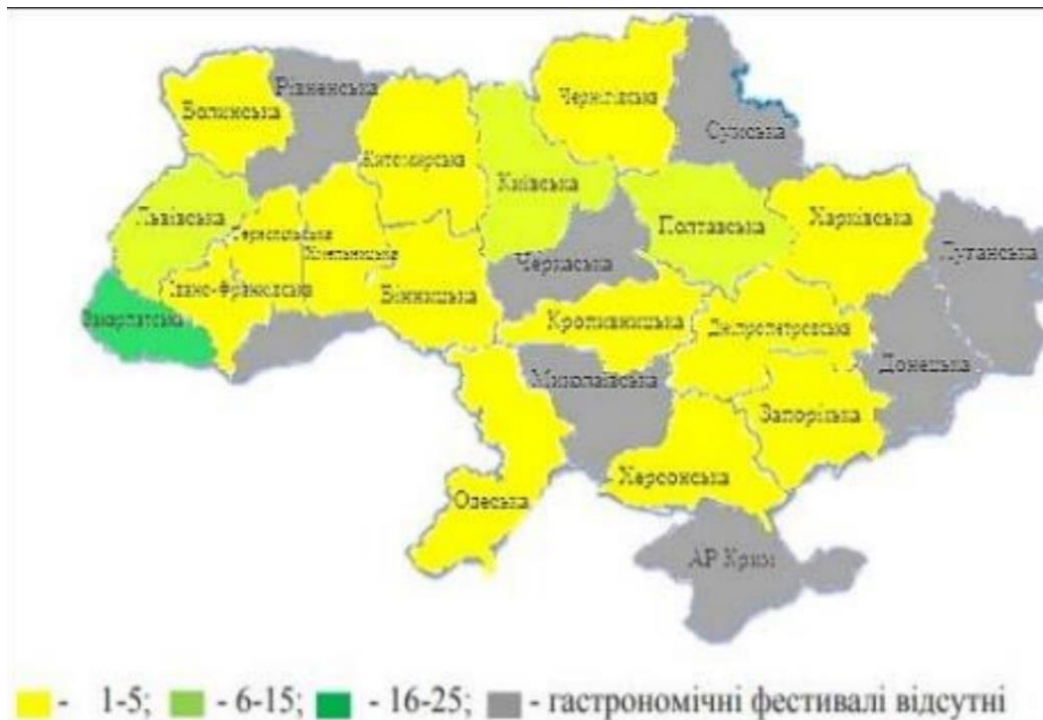 Рівненська
Волинська
Чернігівська
Сумська
Житомирська
Київська
Львівська
Тернопільська
Хмельницька
Полтавська
Харківська
Луганська
Черкаська
Івано-Франківська
Вінницька
Закарпатська
Кропивницька
Дніпропетровська
Донецька
Миколаївська
Запорізька
Херсонська
Одеська
АР Крим
- 1-5; - 6-15; - 16-25; - гастрономічні фестивалі відсутні